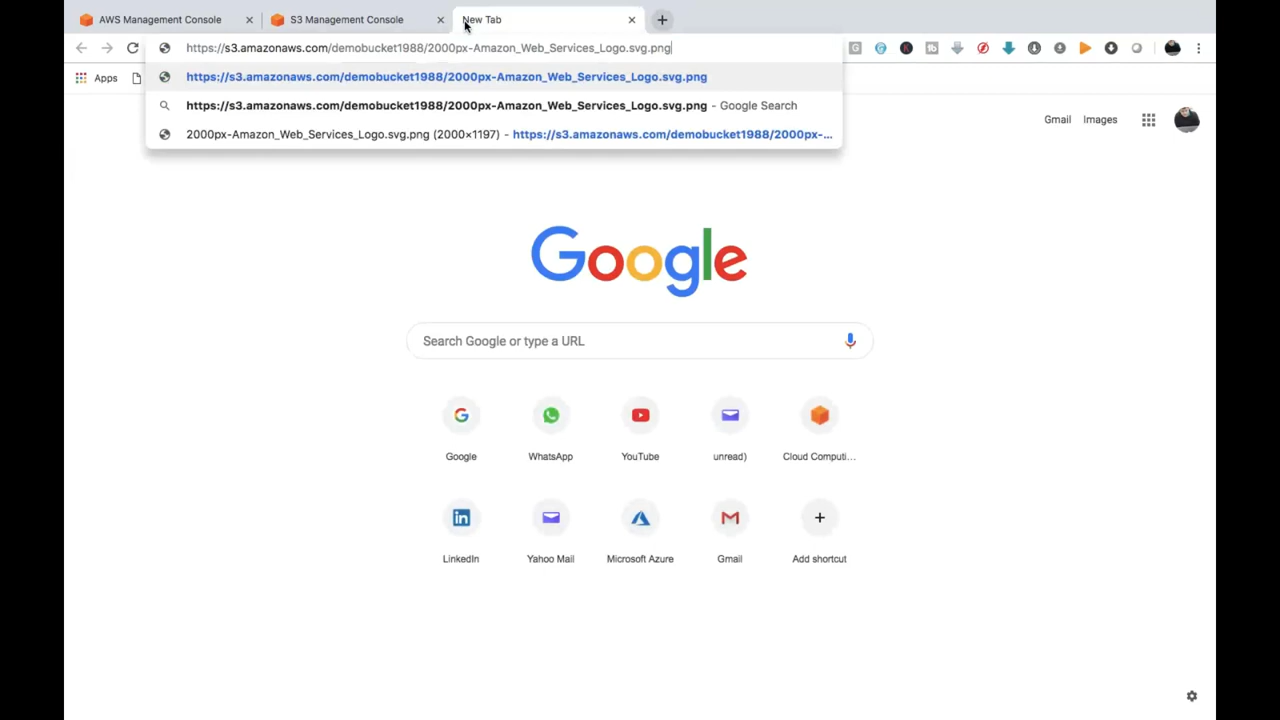 AWS Management Console
S3 Management Console
New Tab
https://s3.amazonaws.com/demobucket1988/2000px-Amazon_Web_Services_Logo.svg.png
https://s3.amazonaws.com/demobucket1988/2000px-Amazon_Web_Services_Logo.svg.png
https://s3.amazonaws.com/demobucket1988/2000px-Amazon_Web_Services_Logo.svg.png - Google Search
2000px-Amazon_Web_Services_Logo.svg.png (2000×1197) - https://s3.amazonaws.com/demobucket1988/2000px-...
Apps
Gmail Images
Google
Search Google or type a URL
Google WhatsApp YouTube unread) Cloud Computi...
LinkedIn Yahoo Mail Microsoft Azure Gmail Add shortcut